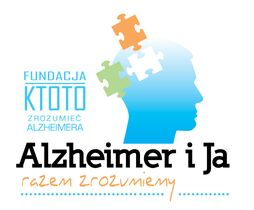 FUNDACJA
KTOTO
ZROZUMIEĆ
ALZHEIMERA
Alzheimer i Ja
razem zrozumiemy